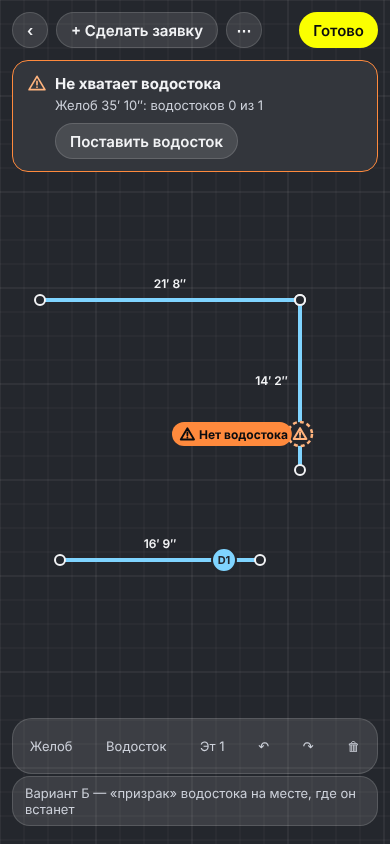 ‹ + Сделать заявку ⋯ Готово
Не хватает водостока
Желоб 35′ 10″: водостоков 0 из 1
Поставить водосток
21′ 8″
14′ 2″
Нет водостока
16′ 9″
D1
Желоб Водосток Эт 1 ↶ ↷
Вариант Б — «призрак» водостока на месте, где он
встанет